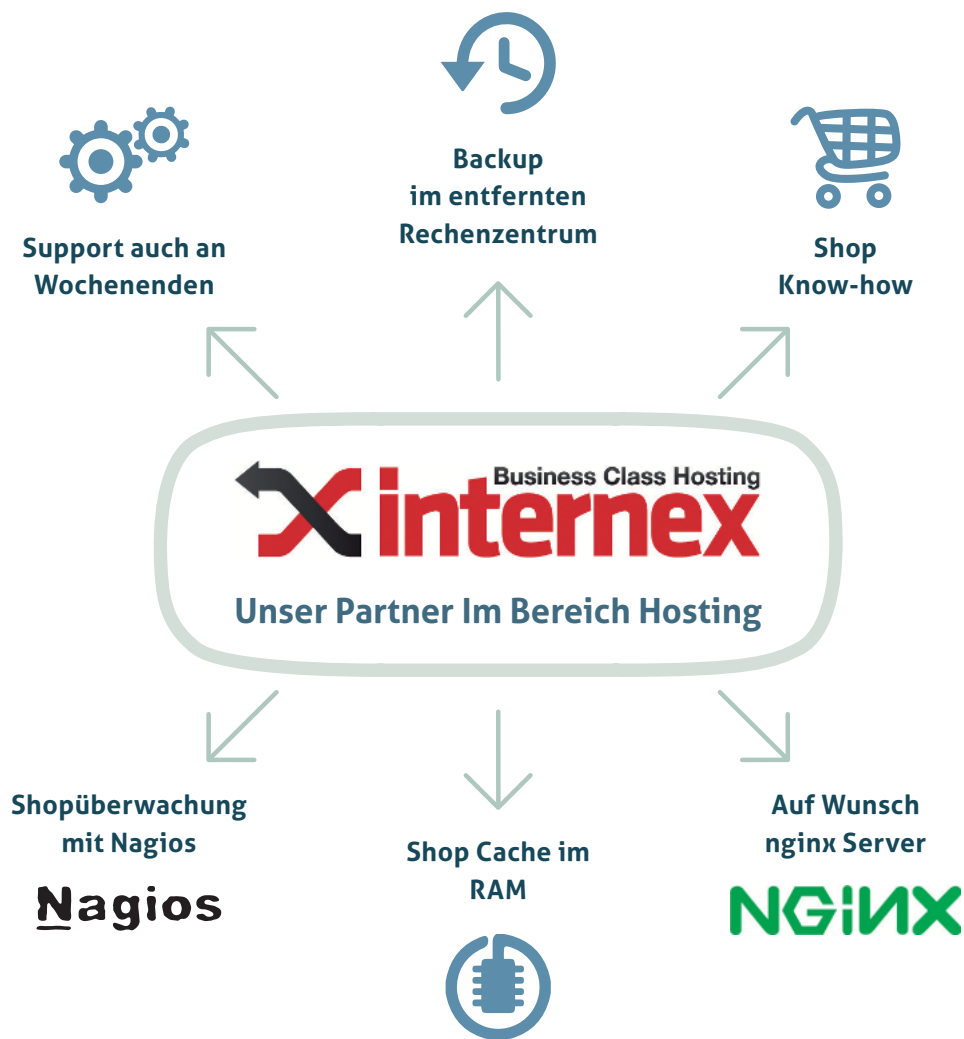 Backup
im entfernten
Rechenzentrum
Support auch an
Wochenenden
Shop
Know-how
Business Class Hosting
internex
Unser Partner Im Bereich Hosting
Shopüberwachung
mit Nagios
Nagios
Shop Cache im
RAM
Auf Wunsch
nginx Server
NGiNX